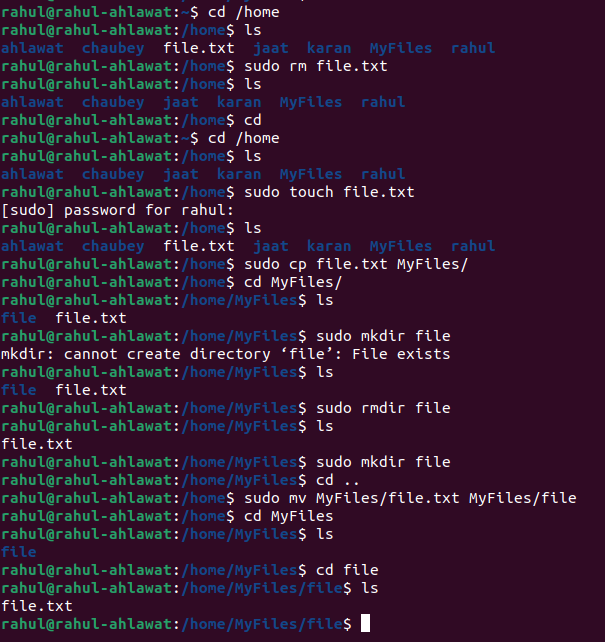 rahul@rahul-ahlawat:~$ cd /home
rahul@rahul-ahlawat:/home$ ls
ahlawat  chaubey  file.txt  jaat  karan  MyFiles  rahul
rahul@rahul-ahlawat:/home$ sudo rm file.txt
rahul@rahul-ahlawat:/home$ ls
ahlawat  chaubey  jaat  karan  MyFiles  rahul
rahul@rahul-ahlawat:/home$ cd
rahul@rahul-ahlawat:~$ cd /home
rahul@rahul-ahlawat:/home$ ls
ahlawat  chaubey  jaat  karan  MyFiles  rahul
rahul@rahul-ahlawat:/home$ sudo touch file.txt
[sudo] password for rahul:
rahul@rahul-ahlawat:/home$ ls
ahlawat  chaubey  file.txt  jaat  karan  MyFiles  rahul
rahul@rahul-ahlawat:/home$ sudo cp file.txt MyFiles/
rahul@rahul-ahlawat:/home$ cd MyFiles/
rahul@rahul-ahlawat:/home/MyFiles$ ls
file  file.txt
rahul@rahul-ahlawat:/home/MyFiles$ sudo mkdir file
mkdir: cannot create directory ‘file’: File exists
rahul@rahul-ahlawat:/home/MyFiles$ ls
file  file.txt
rahul@rahul-ahlawat:/home/MyFiles$ sudo rmdir file
rahul@rahul-ahlawat:/home/MyFiles$ ls
file.txt
rahul@rahul-ahlawat:/home/MyFiles$ sudo mkdir file
rahul@rahul-ahlawat:/home/MyFiles$ cd ..
rahul@rahul-ahlawat:/home$ sudo mv MyFiles/file.txt MyFiles/file
rahul@rahul-ahlawat:/home$ cd MyFiles
rahul@rahul-ahlawat:/home/MyFiles$ ls
file
rahul@rahul-ahlawat:/home/MyFiles$ cd file
rahul@rahul-ahlawat:/home/MyFiles/file$ ls
file.txt
rahul@rahul-ahlawat:/home/MyFiles/file$